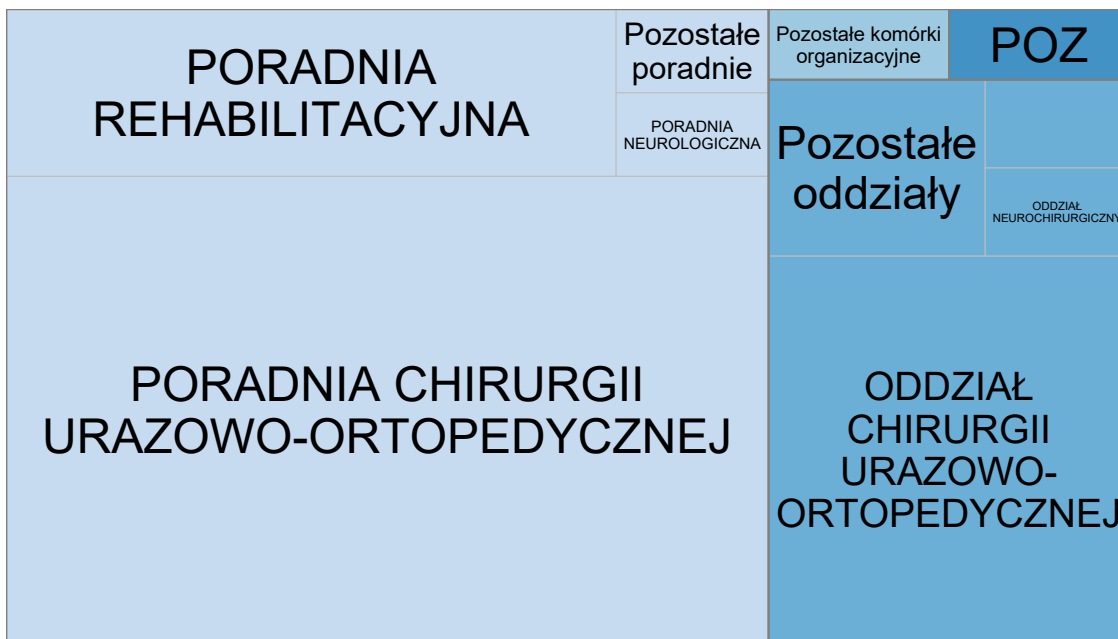 PORADNIA
REHABILITACYJNA
Pozostałe
poradnie
PORADNIA
NEUROLOGICZNA
PORADNIA CHIRURGII
URAZOWO-ORTOPEDYCZNEJ
Pozostałe komórki
organizacyjne
POZ
Pozostałe
oddziały
ODDZIAŁ
NEUROCHIRURGICZNY
ODDZIAŁ
CHIRURGII
URAZOWO-
ORTOPEDYCZNEJ